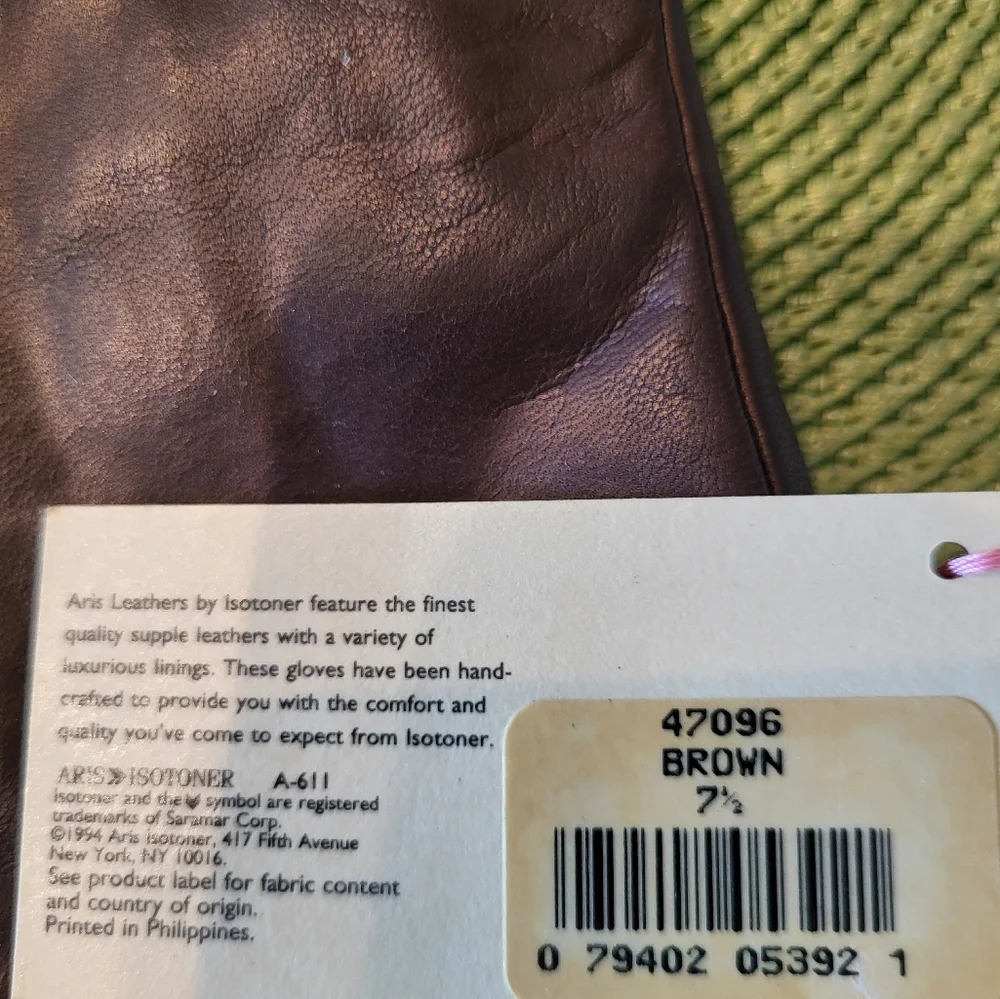 Aris Leathers by Isotoner feature the finest
quality supple leathers with a variety of
luxurious linings. These gloves have been hand-
crafted to provide you with the comfort and
quality you've come to expect from Isotoner.
ARIS ISOTONER A-611
Isotoner and the symbol are registered
trademarks of Saramar Corp.
©1994 Aris Isotoner, 417 Fifth Avenue
New York, NY 10016.
See product label for fabric content
and country of origin.
Printed in Philippines.
47096
BROWN
7½
0 79402 05392 1